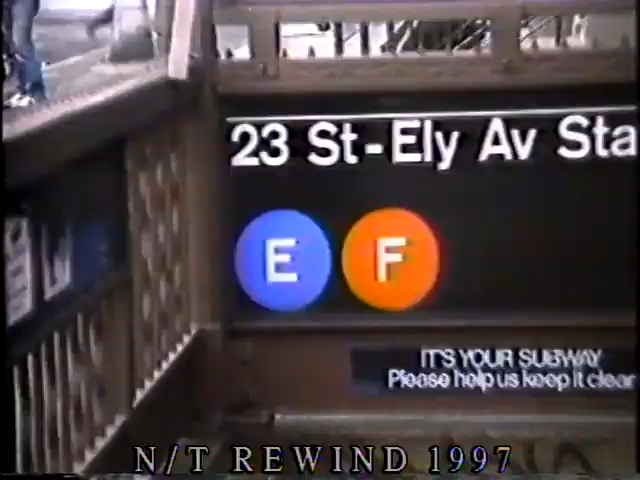 23 St-Ely Av Sta
E F
IT'S YOUR SUBWAY
Please help us keep it clean
N/T REWIND 1997